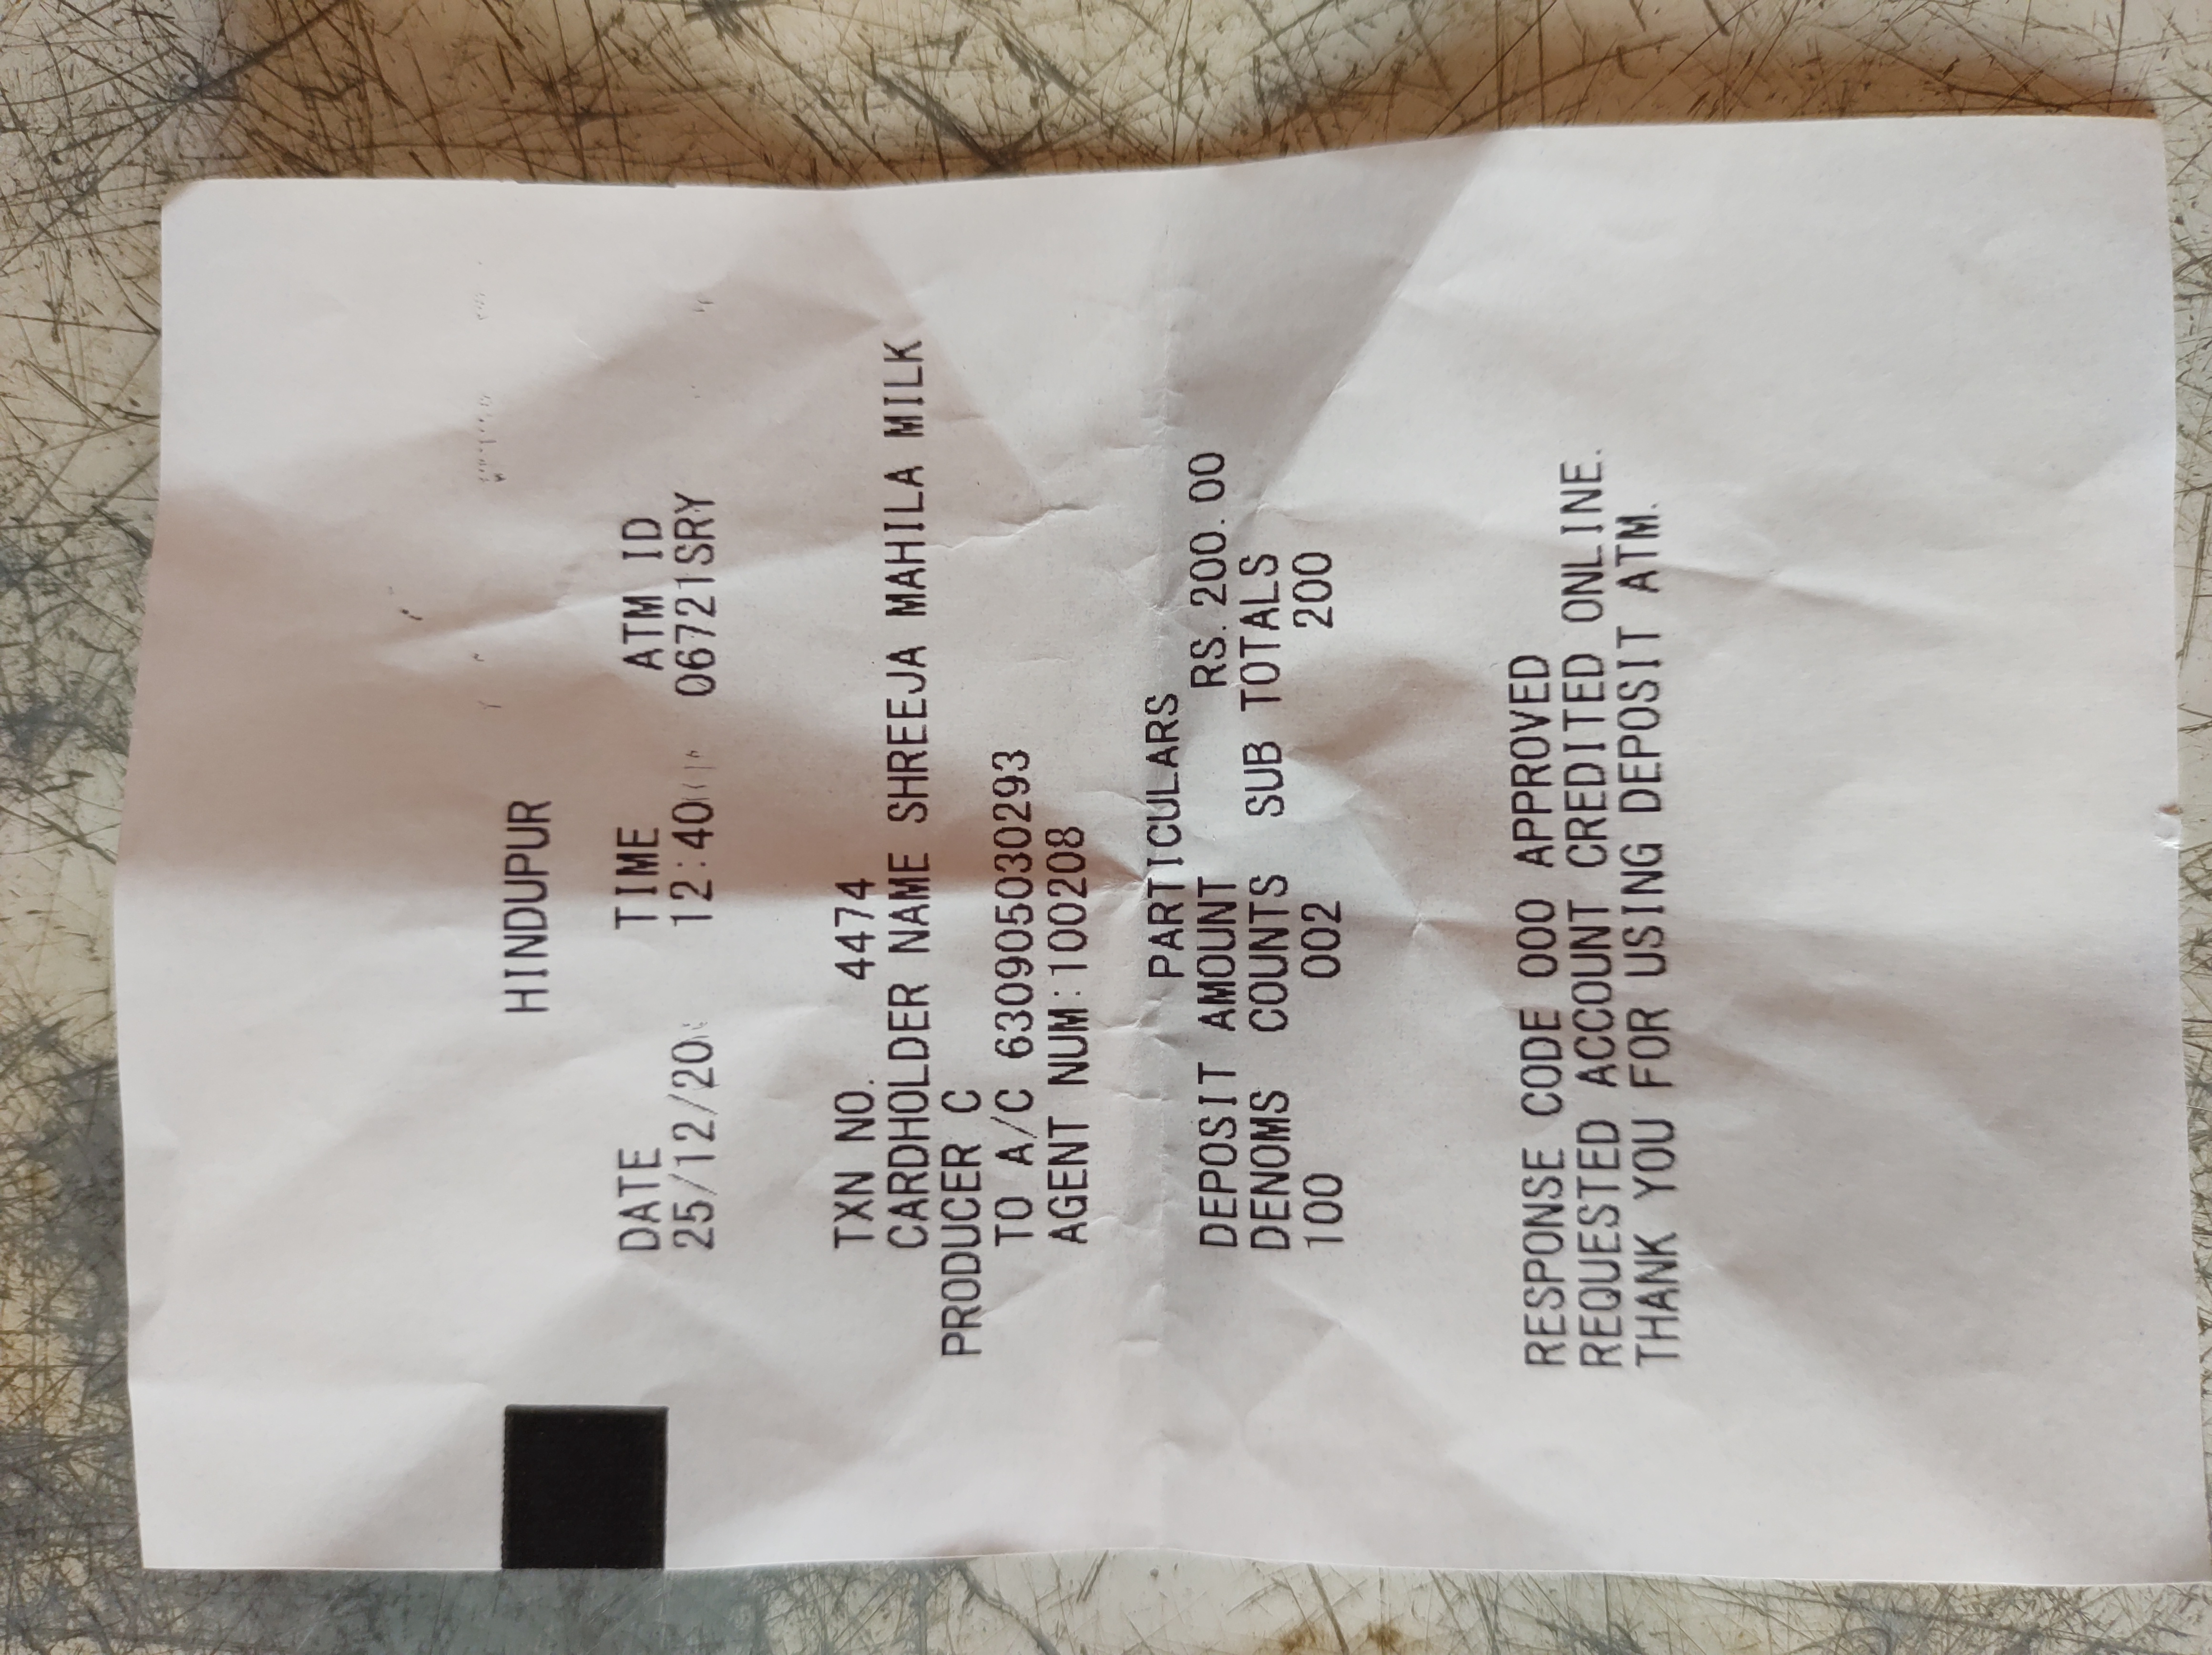 HINDUPUR
DATE TIME ATM ID
25/12/20 12:40 06721SRY
TXN NO. 4474
CARDHOLDER NAME SHREEJA MAHILA MILK
PRODUCER C
TO A/C 630905030293
AGENT NUM:100208
PARTICULARS
DEPOSIT AMOUNT RS.200.00
DENOMS COUNTS SUB TOTALS
100 002 200
RESPONSE CODE 000 APPROVED
REQUESTED ACCOUNT CREDITED ONLINE.
THANK YOU FOR USING DEPOSIT ATM.